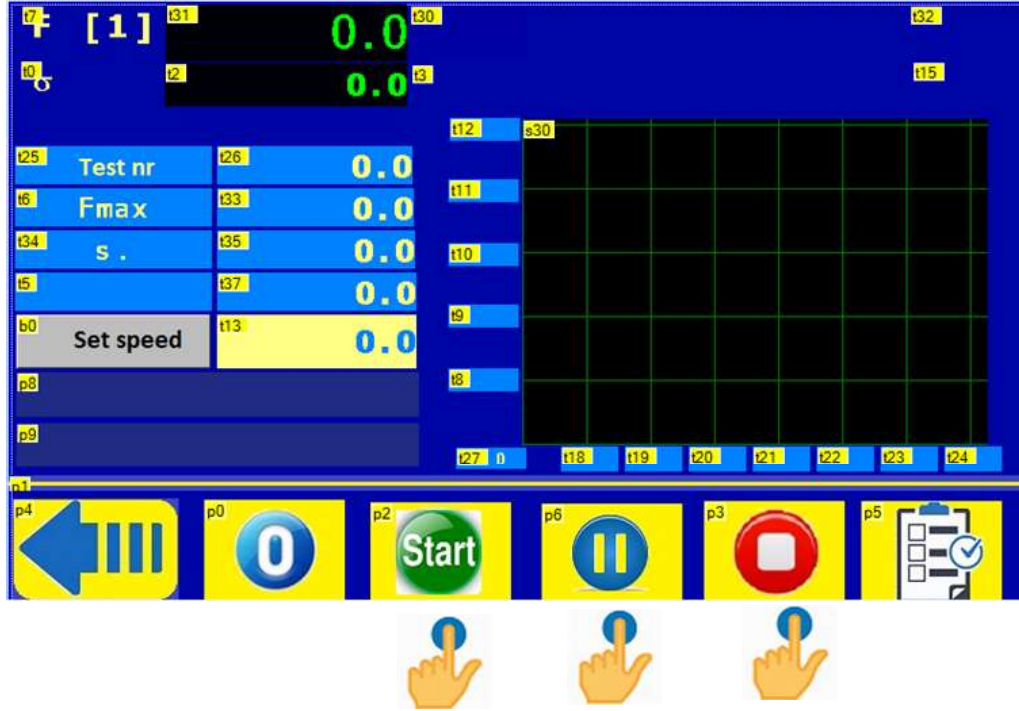 t7 F [1] t31 0.0 t30 t32
t0 σ t2 0.0 t3 t15
t12 s30
t25 Test nr t26 0.0
t11
t6 Fmax t33 0.0
t34 s . t35 0.0 t10
t5 t37 0.0
t9
b0 Set speed t13 0.0
p8 t8
p9
t27 0 t18 t19 t20 t21 t22 t23 t24
p1
p4 p0 0 p2 Start p6 p3 p5